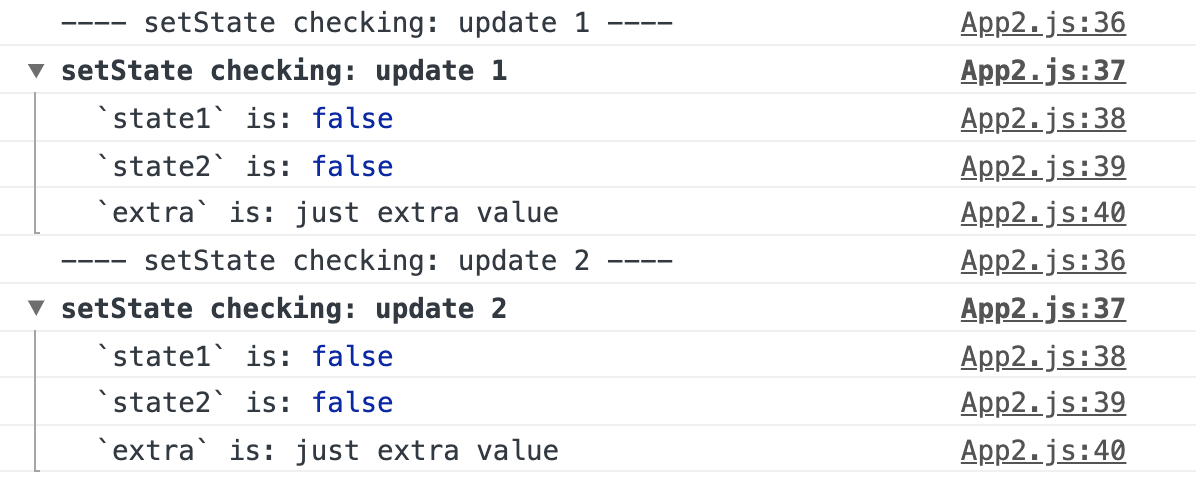 ---- setState checking: update 1 ---- App2.js:36
▼ setState checking: update 1 App2.js:37
`state1` is: false App2.js:38
`state2` is: false App2.js:39
`extra` is: just extra value App2.js:40
---- setState checking: update 2 ---- App2.js:36
▼ setState checking: update 2 App2.js:37
`state1` is: false App2.js:38
`state2` is: false App2.js:39
`extra` is: just extra value App2.js:40